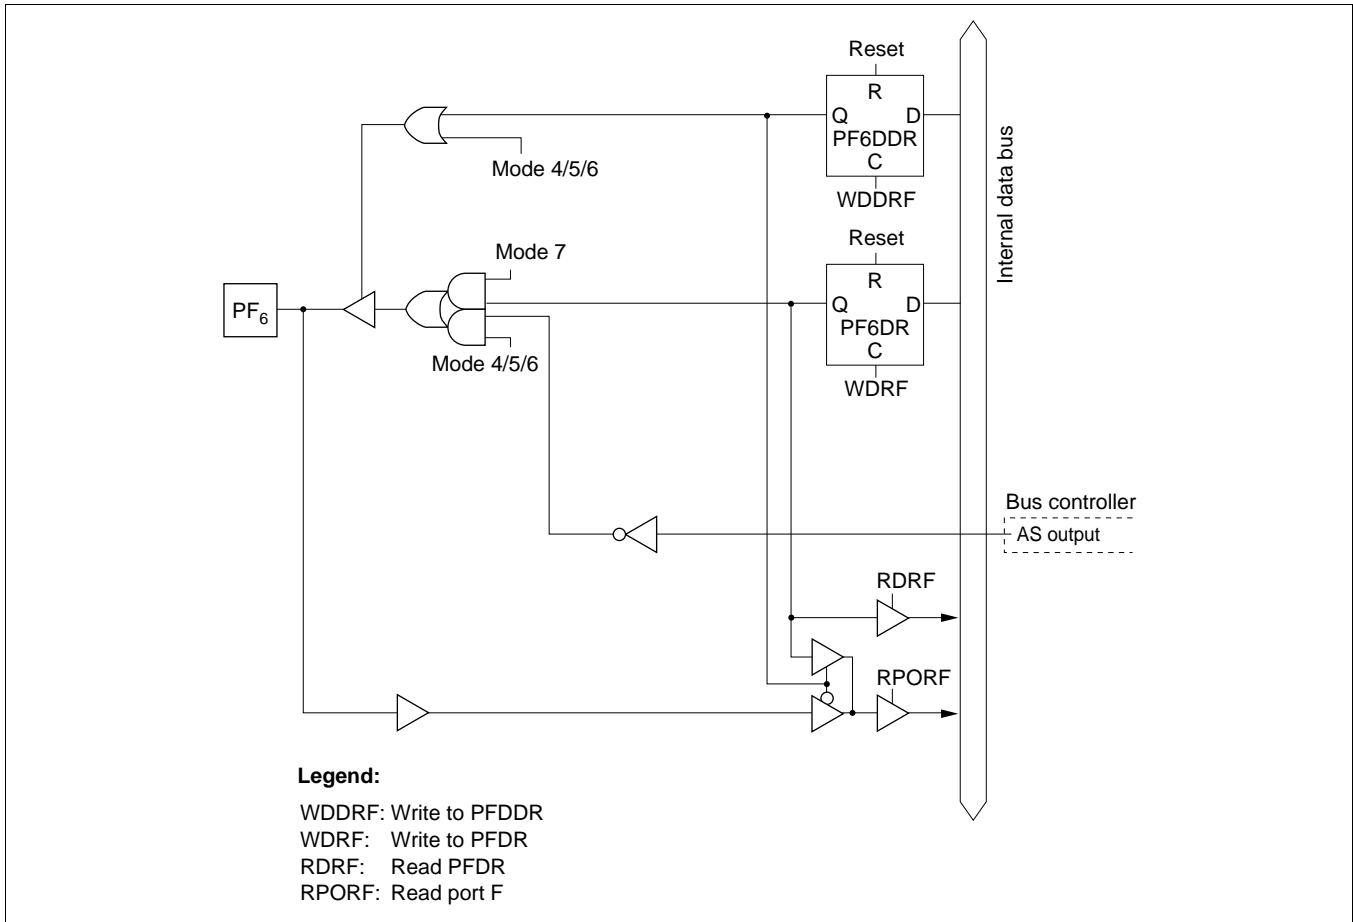 Reset
R
Q D
PF6DDR
C
WDDRF
Mode 4/5/6
Internal data bus
Reset
R
Q D
PF6DR
C
WDRF
Mode 7
PF6
Mode 4/5/6
Bus controller
AS output
RDRF
RPORF
Legend:
WDDRF: Write to PFDDR
WDRF: Write to PFDR
RDRF: Read PFDR
RPORF: Read port F